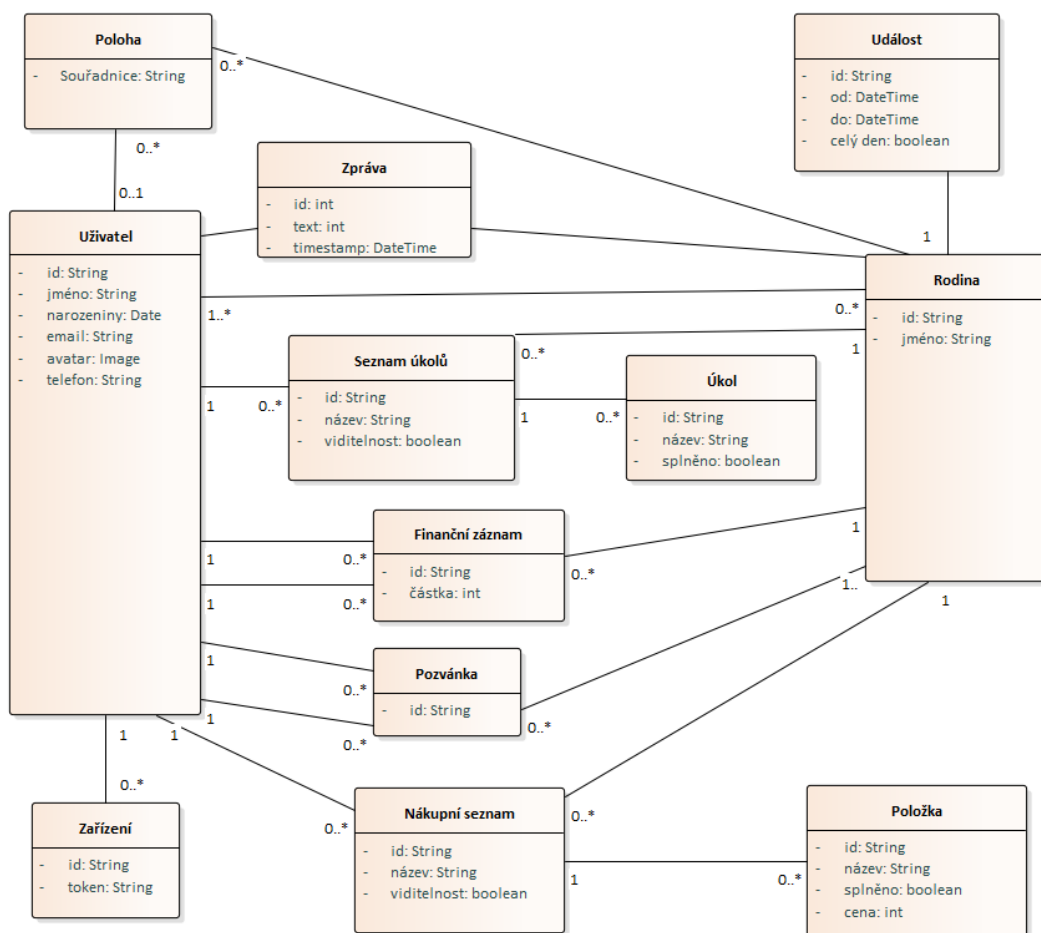 Poloha
- Souřadnice: String
0..*
0..*
0..1
Událost
- id: String
- od: DateTime
- do: DateTime
- celý den: boolean
1
Zpráva
- id: int
- text: int
- timestamp: DateTime
Uživatel
- id: String
- jméno: String
- narozeniny: Date
- email: String
- avatar: Image
- telefon: String
Rodina
- id: String
- jméno: String
1..*
0..*
0..*
1
Seznam úkolů
- id: String
- název: String
- viditelnost: boolean
1
0..*
1
0..*
Úkol
- id: String
- název: String
- splněno: boolean
Finanční záznam
- id: String
- částka: int
1
0..*
1
0..*
0..*
1
Pozvánka
- id: String
1
0..*
1
0..*
0..*
1..
1
0..*
Zařízení
- id: String
- token: String
1
0..*
Nákupní seznam
- id: String
- název: String
- viditelnost: boolean
0..*
1
1
0..*
Položka
- id: String
- název: String
- splněno: boolean
- cena: int